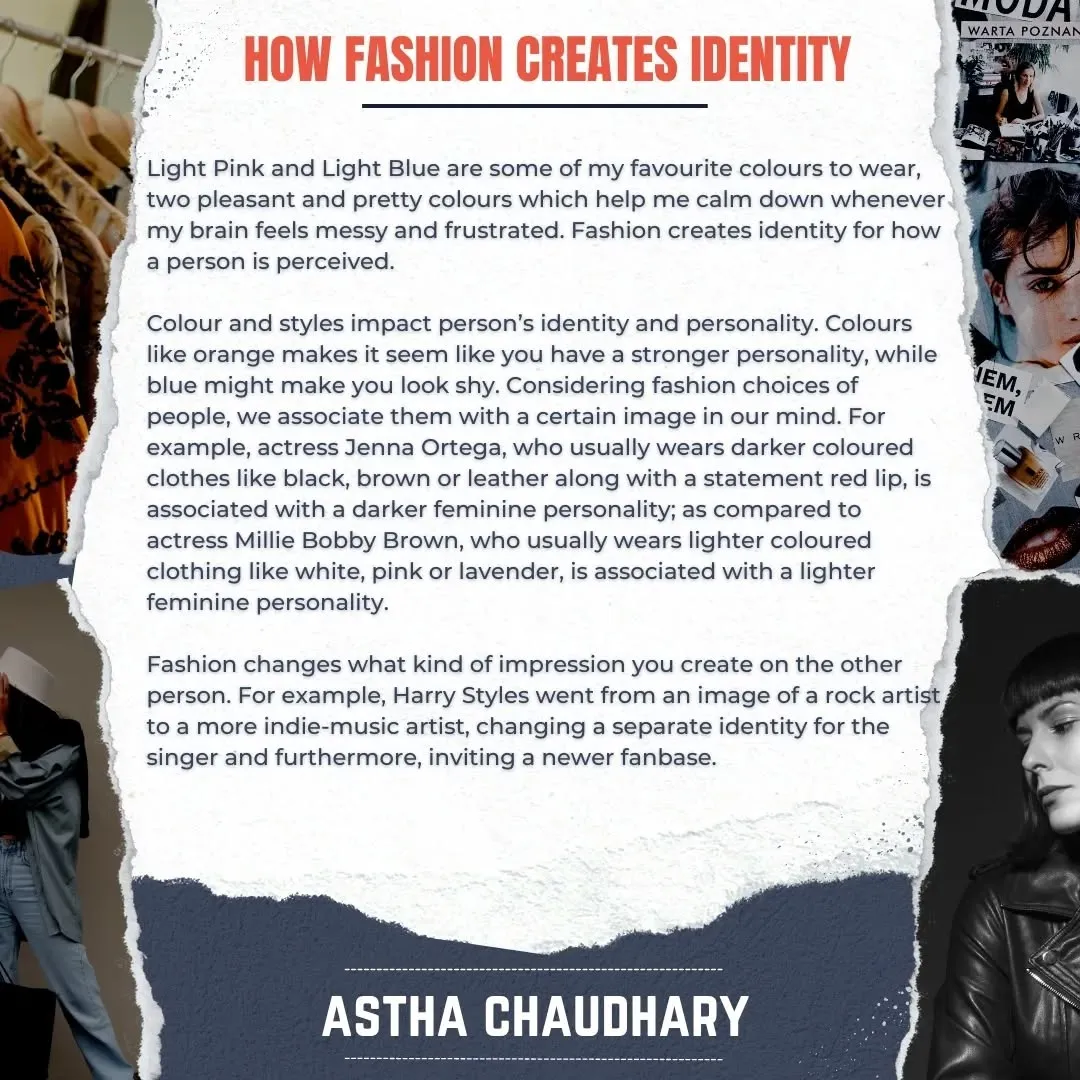 HOW FASHION CREATES IDENTITY
Light Pink and Light Blue are some of my favourite colours to wear,
two pleasant and pretty colours which help me calm down whenever
my brain feels messy and frustrated. Fashion creates identity for how
a person is perceived.
Colour and styles impact person’s identity and personality. Colours
like orange makes it seem like you have a stronger personality, while
blue might make you look shy. Considering fashion choices of
people, we associate them with a certain image in our mind. For
example, actress Jenna Ortega, who usually wears darker coloured
clothes like black, brown or leather along with a statement red lip, is
associated with a darker feminine personality; as compared to
actress Millie Bobby Brown, who usually wears lighter coloured
clothing like white, pink or lavender, is associated with a lighter
feminine personality.
Fashion changes what kind of impression you create on the other
person. For example, Harry Styles went from an image of a rock artist
to a more indie-music artist, changing a separate identity for the
singer and furthermore, inviting a newer fanbase.
ASTHA CHAUDHARY
MODA
WARTA POZNAN
HEM,
EM
W R